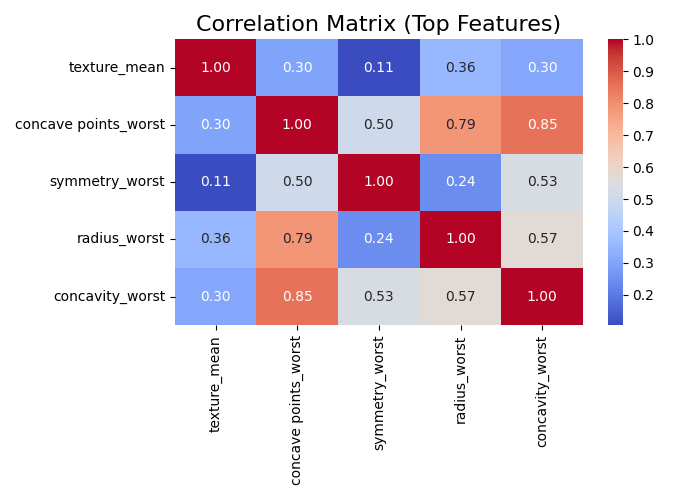 Correlation Matrix (Top Features)
texture_mean 1.00 0.30 0.11 0.36 0.30
concave points_worst 0.30 1.00 0.50 0.79 0.85
symmetry_worst 0.11 0.50 1.00 0.24 0.53
radius_worst 0.36 0.79 0.24 1.00 0.57
concavity_worst 0.30 0.85 0.53 0.57 1.00
texture_mean
concave points_worst
symmetry_worst
radius_worst
concavity_worst
1.0
0.9
0.8
0.7
0.6
0.5
0.4
0.3
0.2